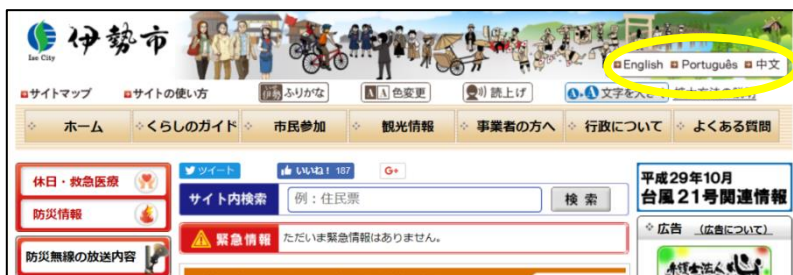 伊勢市
Ise City
English Português 中文
サイトマップ サイトの使い方 ふりがな 色変更 読上げ
ホーム くらしのガイド 市民参加 観光情報 事業者の方へ 行政について よくある質問
ツイート いいね! 187 G+
休日・救急医療
サイト内検索 例：住民票 検索
防災情報
緊急情報 ただいま緊急情報はありません。
防災無線の放送内容
平成29年10月
台風21号関連情報
広告 (広告について)